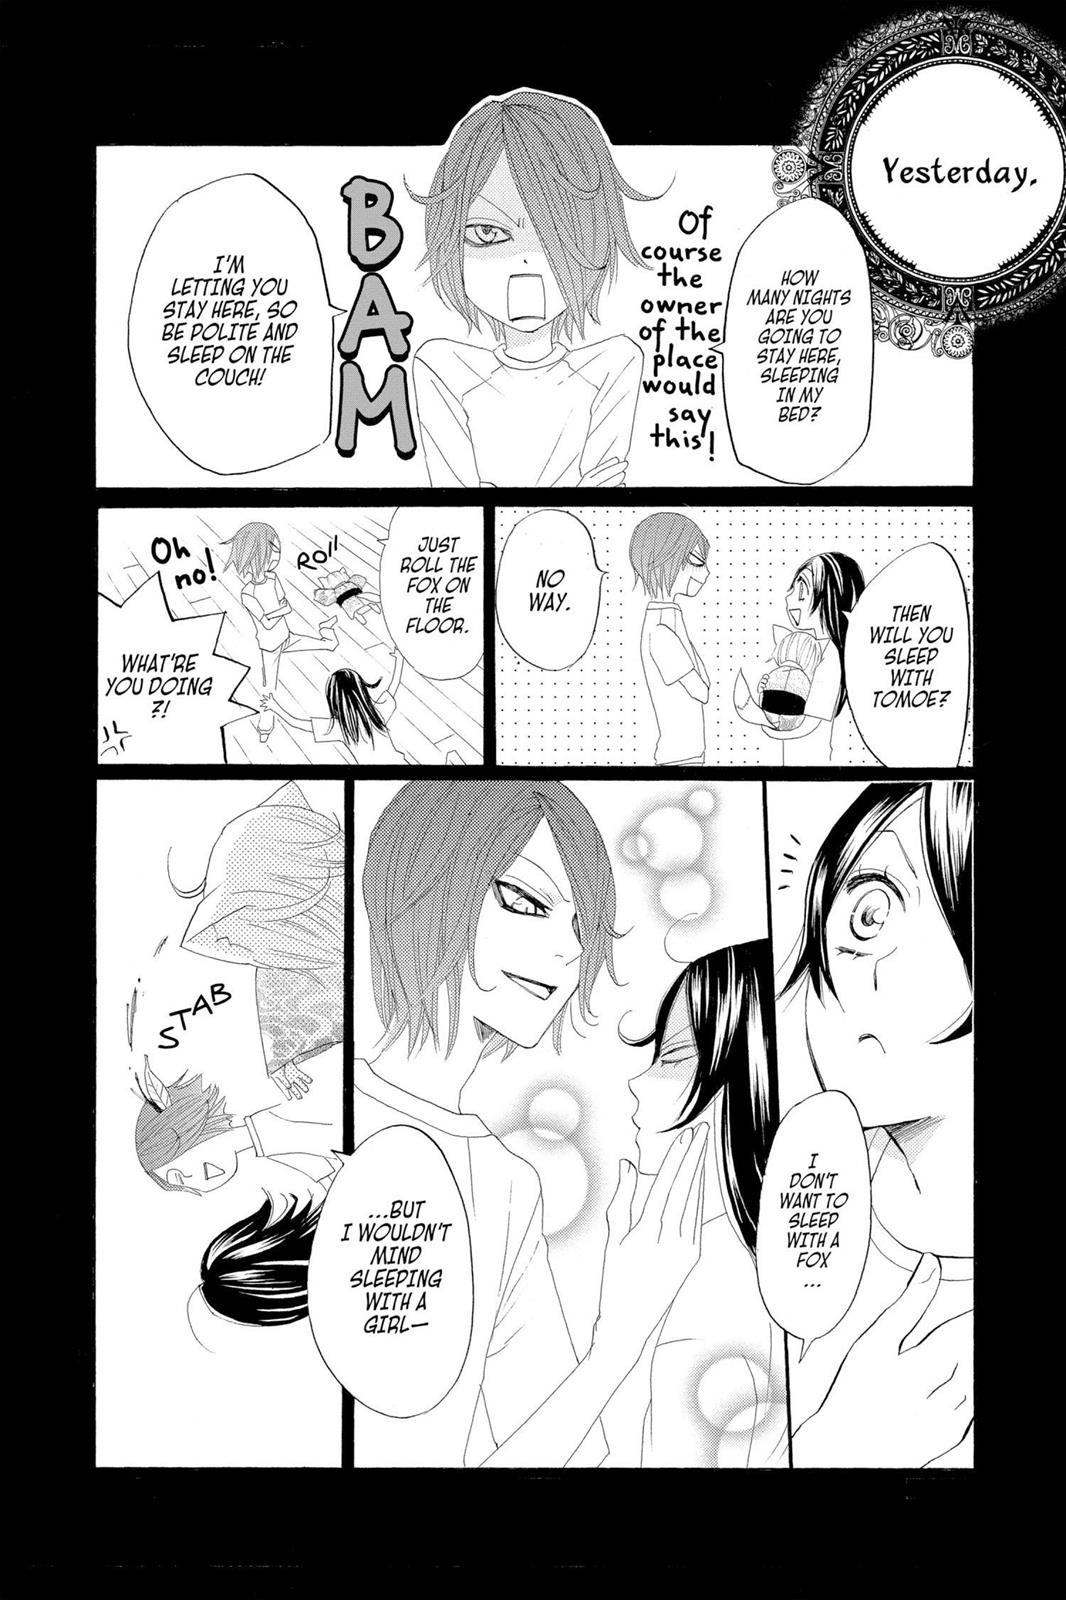 Yesterday.
HOW
MANY NIGHTS
ARE YOU
GOING TO
STAY HERE,
SLEEPING
IN MY
BED?
Of
course
the
owner
of the
place
would
say
this!
BAM
I'M
LETTING YOU
STAY HERE, SO
BE POLITE AND
SLEEP ON THE
COUCH!
THEN
WILL YOU
SLEEP
WITH
TOMOE?
NO
WAY.
JUST
ROLL THE
FOX ON
THE
FLOOR.
ROll
Oh
no!
WHAT'RE
YOU DOING
?!
I
DON'T
WANT TO
SLEEP
WITH A
FOX
...
...BUT
I WOULDN'T
MIND
SLEEPING
WITH A
GIRL—
STAB